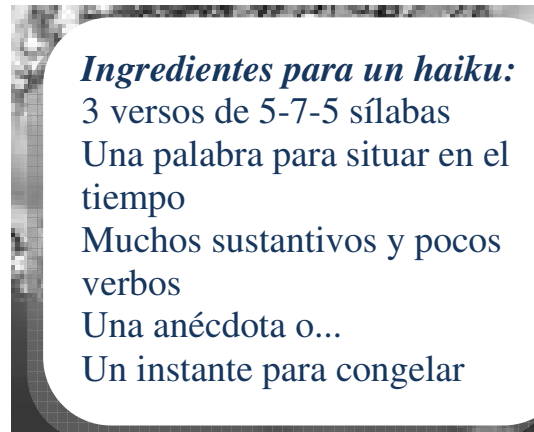 Ingredientes para un haiku:
3 versos de 5-7-5 sílabas
Una palabra para situar en el
tiempo
Muchos sustantivos y pocos
verbos
Una anécdota o...
Un instante para congelar